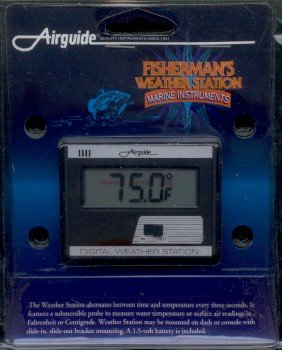 Airguide
QUALITY INSTRUMENTS SINCE 1931
FISHERMAN'S
WEATHER STATION
MARINE INSTRUMENTS
Airguide
75.0°F
IN OUT
DIGITAL WEATHER STATION
The Weather Station alternates between time and temperature every three seconds. It
features a submersible probe to measure water temperature or surface air readings in
Fahrenheit or Centigrade. Weather Station may be mounted on dash or console with
slide-in, slide-out bracket mounting. A 1.5-volt battery is included.